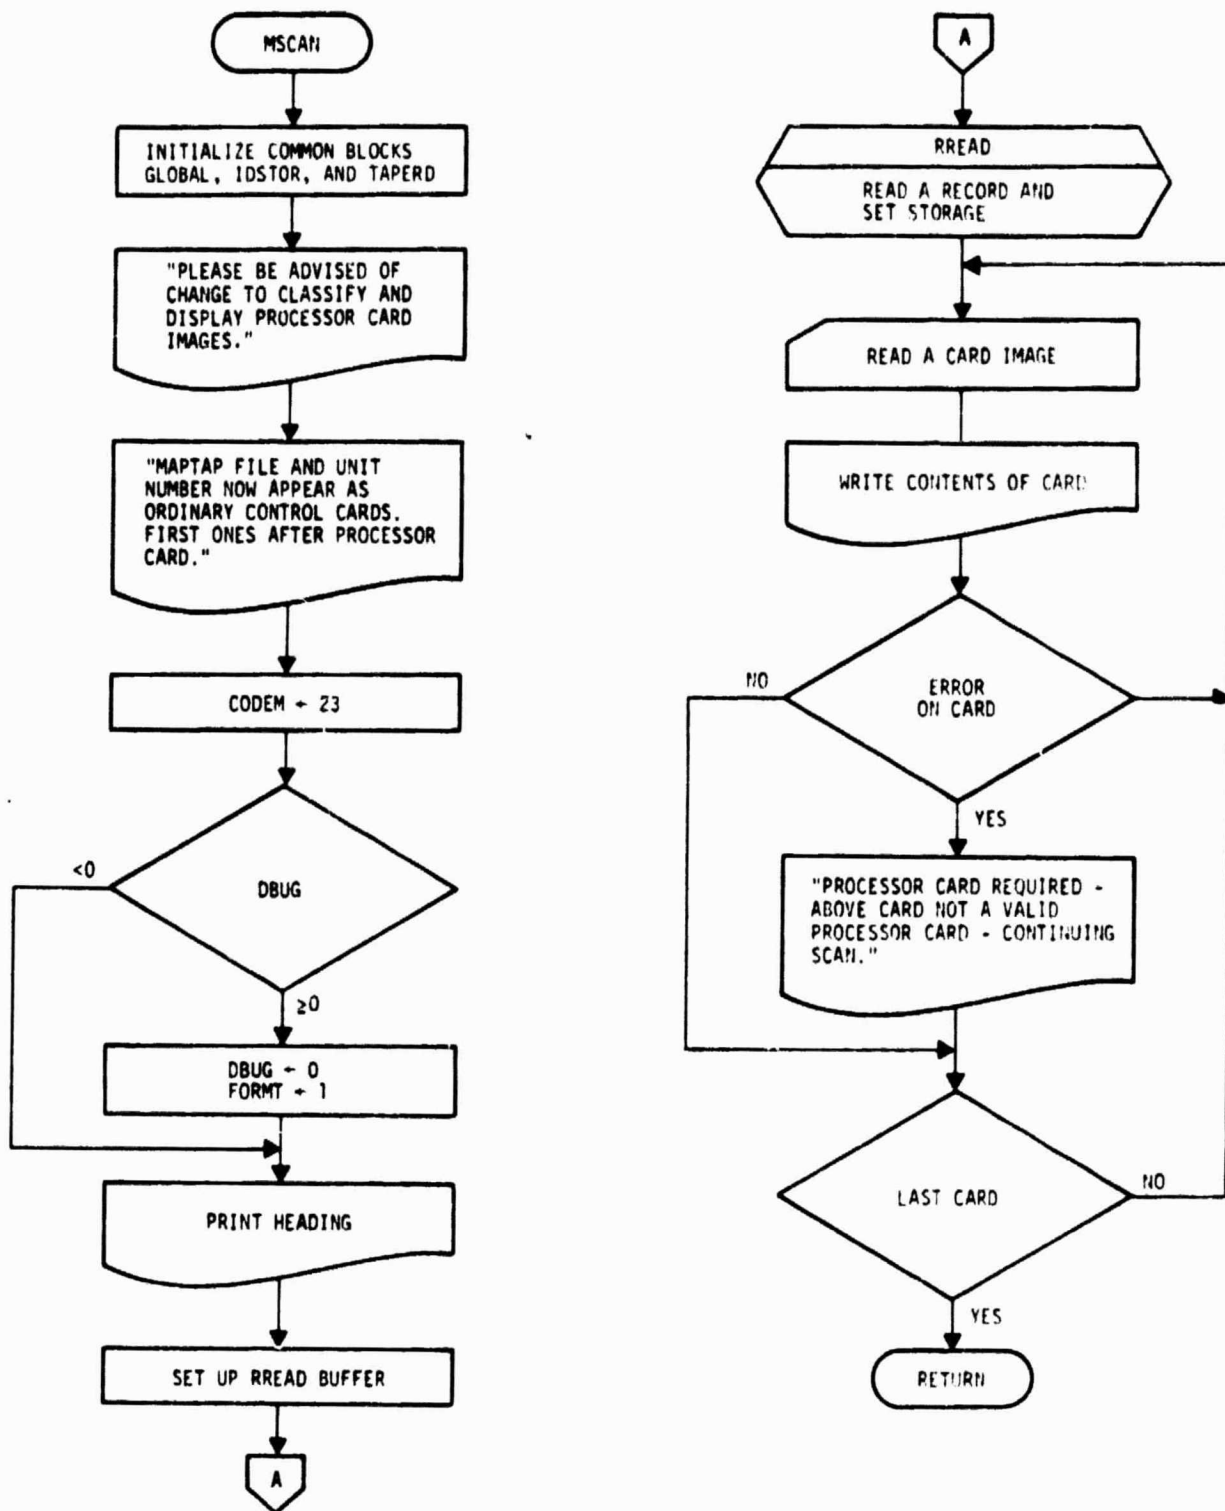 MSCAN
INITIALIZE COMMON BLOCKS
GLOBAL, IDSTOR, AND TAPERD
"PLEASE BE ADVISED OF
CHANGE TO CLASSIFY AND
DISPLAY PROCESSOR CARD
IMAGES."
"MAPTAP FILE AND UNIT
NUMBER NOW APPEAR AS
ORDINARY CONTROL CARDS.
FIRST ONES AFTER PROCESSOR
CARD."
CODEM ← 23
<0
DBUG
≥0
DBUG ← 0
FORMT ← 1
PRINT HEADING
SET UP RREAD BUFFER
A
A
RREAD
READ A RECORD AND
SET STORAGE
READ A CARD IMAGE
WRITE CONTENTS OF CARD
NO
ERROR
ON CARD
YES
"PROCESSOR CARD REQUIRED -
ABOVE CARD NOT A VALID
PROCESSOR CARD - CONTINUING
SCAN."
LAST CARD
NO
YES
RETURN